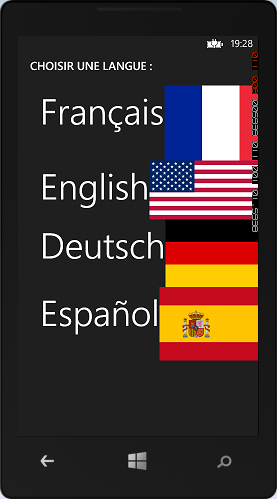 19:28
CHOISIR UNE LANGUE :
Français
English
Deutsch
Español